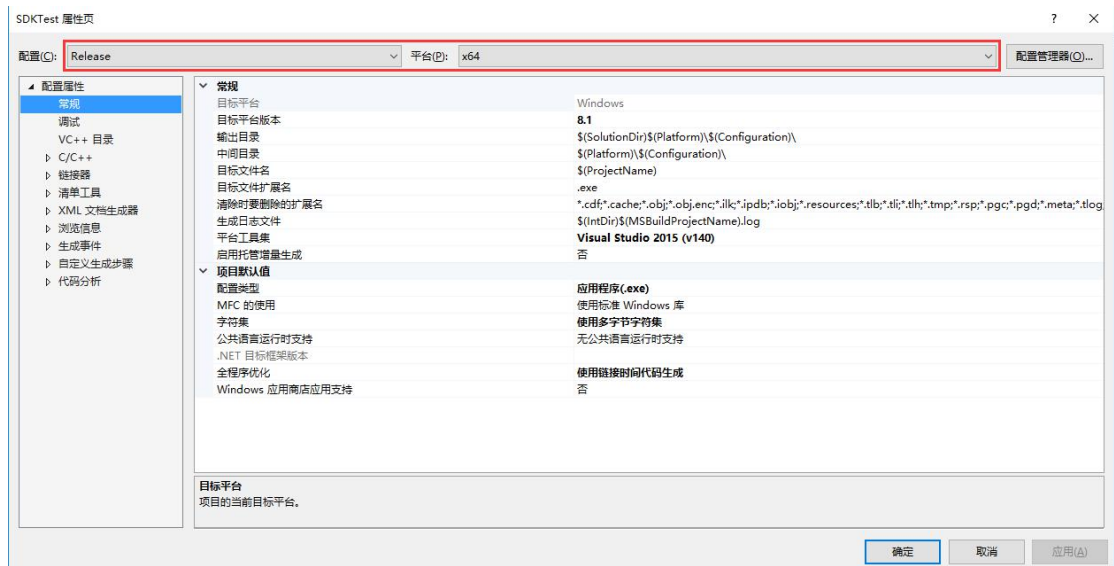 SDKTest 属性页 ? ×
配置(C): Release 平台(P): x64 配置管理器(O)...
配置属性
常规
调试
VC++ 目录
C/C++
链接器
清单工具
XML 文档生成器
浏览信息
生成事件
自定义生成步骤
代码分析
常规
目标平台 Windows
目标平台版本 8.1
输出目录 $(SolutionDir)$(Platform)\$(Configuration)\
中间目录 $(Platform)\$(Configuration)\
目标文件名 $(ProjectName)
目标文件扩展名 .exe
清除时要删除的扩展名 *.cdf;*.cache;*.obj;*.obj.enc;*.ilk;*.ipdb;*.iobj;*.resources;*.tlb;*.tli;*.tlh;*.tmp;*.rsp;*.pgc;*.pgd;*.meta;*.tlog
生成日志文件 $(IntDir)$(MSBuildProjectName).log
平台工具集 Visual Studio 2015 (v140)
启用托管增量生成 否
项目默认值
配置类型 应用程序(.exe)
MFC 的使用 使用标准 Windows 库
字符集 使用多字节字符集
公共语言运行时支持 无公共语言运行时支持
.NET 目标框架版本
全程序优化 使用链接时间代码生成
Windows 应用商店应用支持 否
目标平台
项目的当前目标平台。
确定 取消 应用(A)